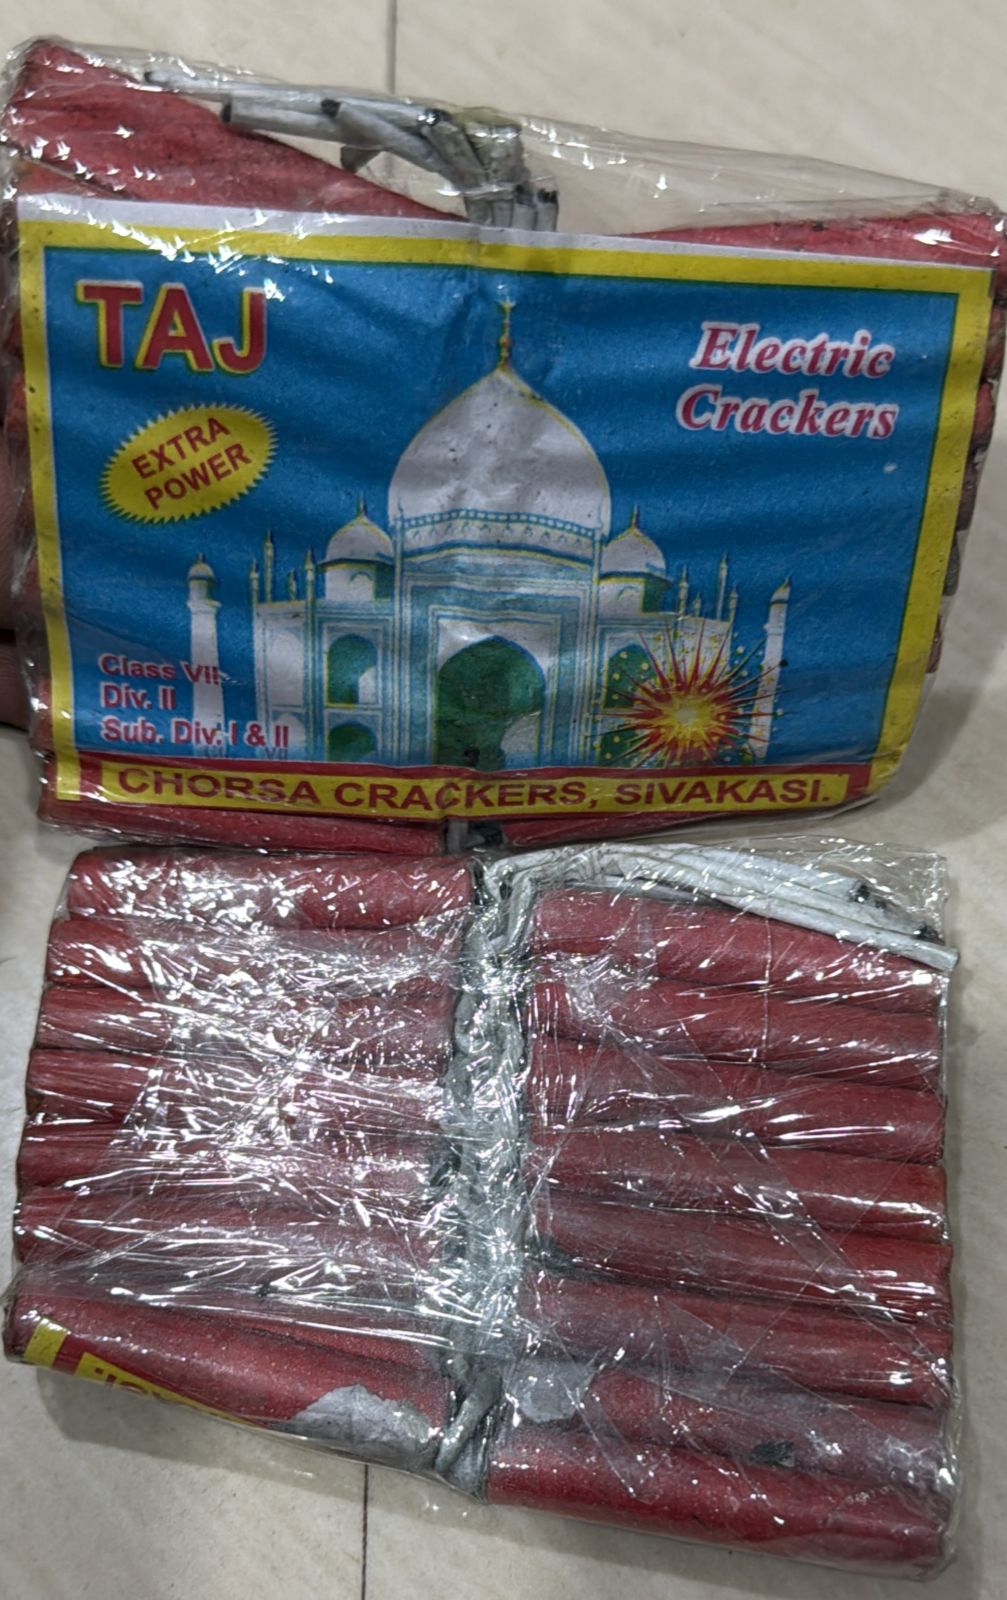 TAJ
Electric
Crackers
EXTRA
POWER
Class VII
Div. II
Sub. Div. I & II
CHORSA CRACKERS, SIVAKASI.